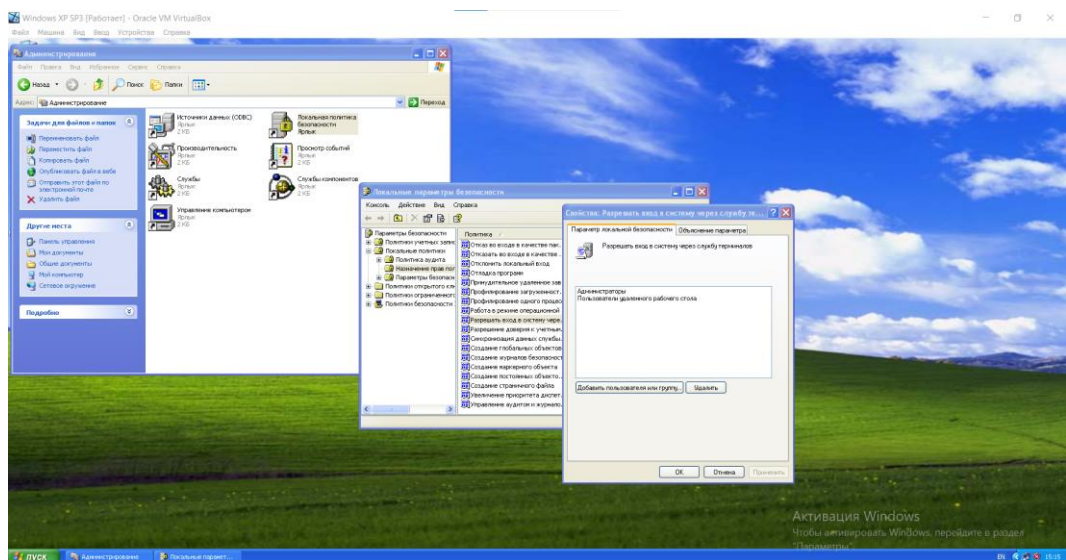 Windows XP SP3 [Работает] - Oracle VM VirtualBox
Файл Машина Вид Ввод Устройства Справка
Администрирование
Файл Правка Вид Избранное Сервис Справка
Назад Поиск Папки
Адрес: Администрирование Переход
Задачи для файлов и папок
Переименовать файл
Переместить файл
Копировать файл
Опубликовать файл в вебе
Отправить этот файл по
электронной почте
Удалить файл
Другие места
Панель управления
Мои документы
Общие документы
Мой компьютер
Сетевое окружение
Подробно
Источники данных (ODBC)
Ярлык
2 КБ
Локальная политика
безопасности
Ярлык
Производительность
Ярлык
2 КБ
Просмотр событий
Ярлык
2 КБ
Службы
Ярлык
2 КБ
Службы компонентов
Ярлык
2 КБ
Управление компьютером
Ярлык
2 КБ
Локальные параметры безопасности
Консоль Действие Вид Справка
Параметры безопасности
Политики учетных запис
Локальные политики
Политика аудита
Назначение прав пол
Параметры безопасн
Политики открытого кл
Политики ограниченног
Политики безопасности
Политика
Отказ во входе в качестве пак...
Отказать во входе в качестве ...
Отклонить локальный вход
Отладка программ
Принудительное удаленное зав
Профилирование загруженност...
Профилирование одного процес
Работа в режиме операционной
Разрешать вход в систему чере...
Разрешение доверия к учетным...
Синхронизация данных службы...
Создание глобальных объектов
Создание журналов безопасност
Создание маркерного объекта
Создание постоянных объекто...
Создание страничного файла
Увеличение приоритета диспет...
Управление аудитом и журнало...
Свойства: Разрешать вход в систему через службу те...
Параметр локальной безопасности Объяснение параметра
Разрешать вход в систему через службу терминалов
Администраторы
Пользователи удаленного рабочего стола
Добавить пользователя или группу... Удалить
ОК Отмена Применить
Активация Windows
Чтобы активировать Windows, перейдите в раздел
"Параметры".
пуск Администрирование Локальные парамет... EN 15:15